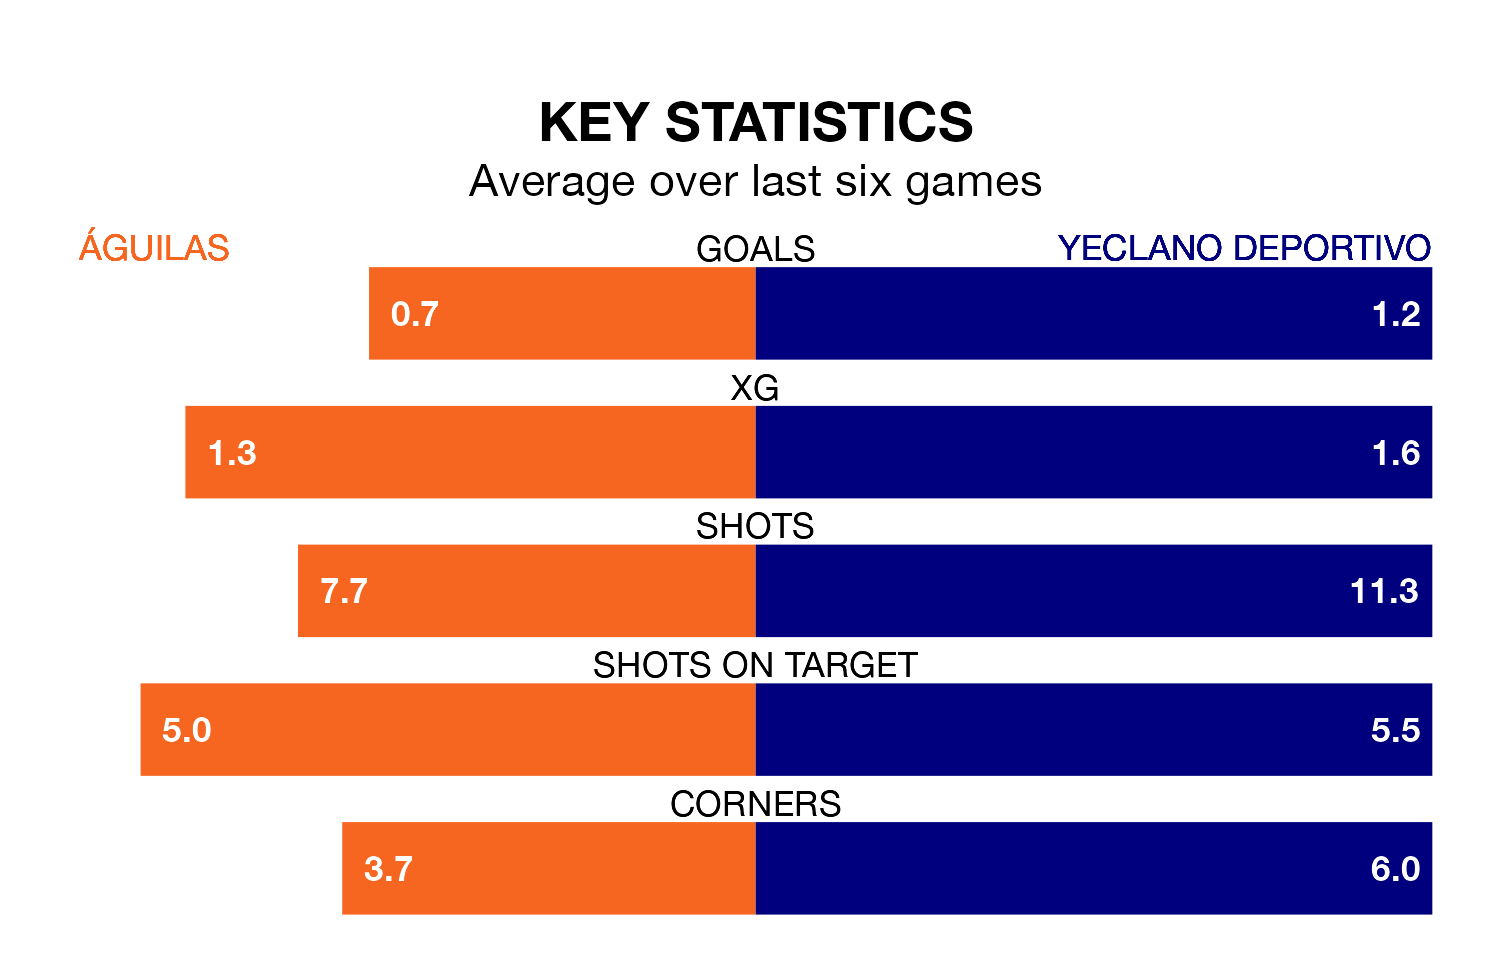 KEY STATISTICS
Average over last six games
ÁGUILAS GOALS YECLANO DEPORTIVO
0.7 1.2
XG
1.3 1.6
SHOTS
7.7 11.3
SHOTS ON TARGET
5.0 5.5
CORNERS
3.7 6.0